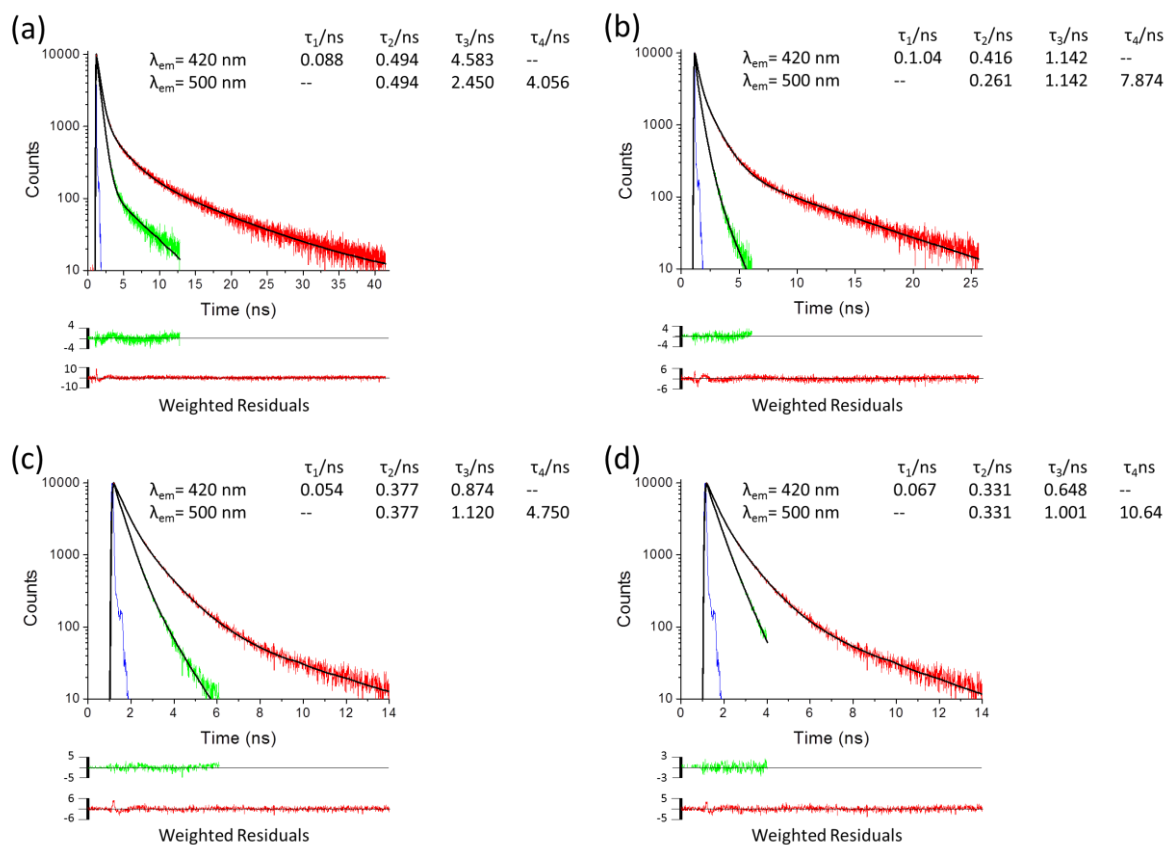 (a)
τ1/ns τ2/ns τ3/ns τ4/ns
λem= 420 nm 0.088 0.494 4.583 --
λem= 500 nm -- 0.494 2.450 4.056
10000
1000
100
10
Counts
0 5 10 15 20 25 30 35 40
Time (ns)
4
-4
10
-10
Weighted Residuals
(b)
τ1/ns τ2/ns τ3/ns τ4/ns
λem= 420 nm 0.1.04 0.416 1.142 --
λem= 500 nm -- 0.261 1.142 7.874
10000
1000
100
10
Counts
0 5 10 15 20 25
Time (ns)
4
-4
6
-6
Weighted Residuals
(c)
τ1/ns τ2/ns τ3/ns τ4/ns
λem= 420 nm 0.054 0.377 0.874 --
λem= 500 nm -- 0.377 1.120 4.750
10000
1000
100
10
Counts
0 2 4 6 8 10 12 14
Time (ns)
5
-5
6
-6
Weighted Residuals
(d)
τ1/ns τ2/ns τ3/ns τ4ns
λem= 420 nm 0.067 0.331 0.648 --
λem= 500 nm -- 0.331 1.001 10.64
10000
1000
100
10
Counts
0 2 4 6 8 10 12 14
Time (ns)
3
-3
6
-6
Weighted Residuals